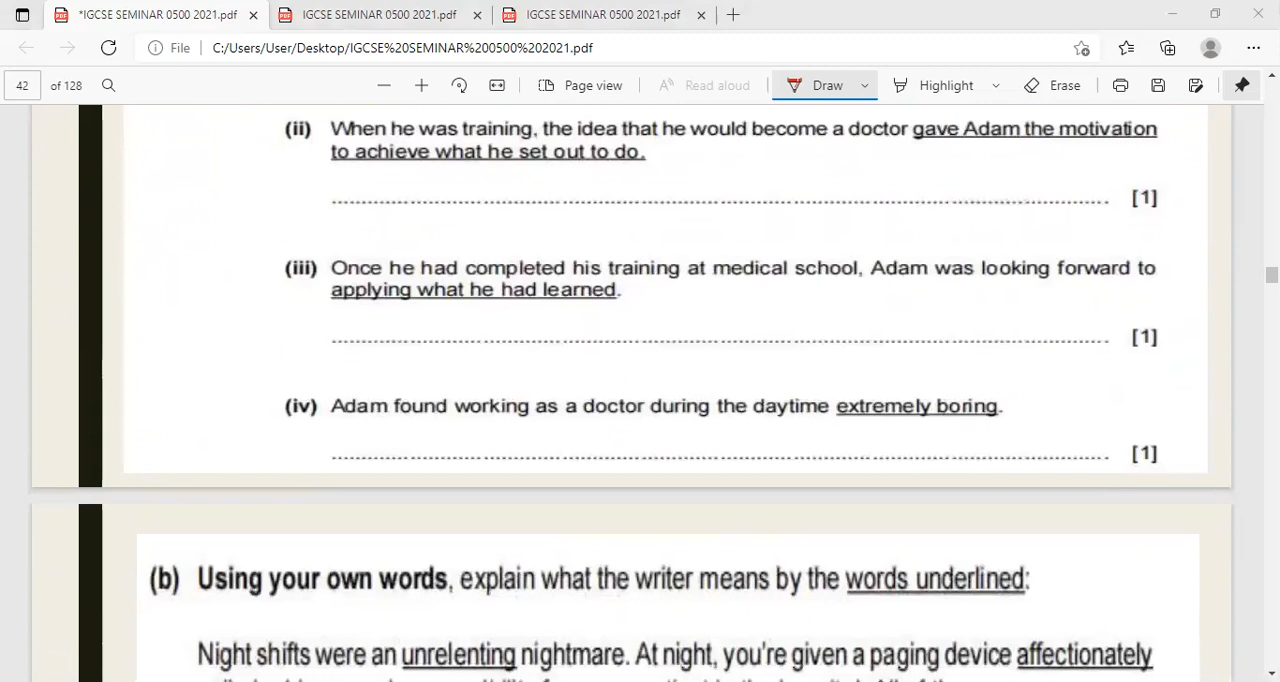 *IGCSE SEMINAR 0500 2021.pdf
IGCSE SEMINAR 0500 2021.pdf
IGCSE SEMINAR 0500 2021.pdf
File
C:/Users/User/Desktop/IGCSE%20SEMINAR%200500%202021.pdf
42 of 128
Page view
Read aloud
Draw
Highlight
Erase
(ii) When he was training, the idea that he would become a doctor gave Adam the motivation
to achieve what he set out to do.
[1]
(iii) Once he had completed his training at medical school, Adam was looking forward to
applying what he had learned.
[1]
(iv) Adam found working as a doctor during the daytime extremely boring.
[1]
(b) Using your own words, explain what the writer means by the words underlined:
Night shifts were an unrelenting nightmare. At night, you're given a paging device affectionately